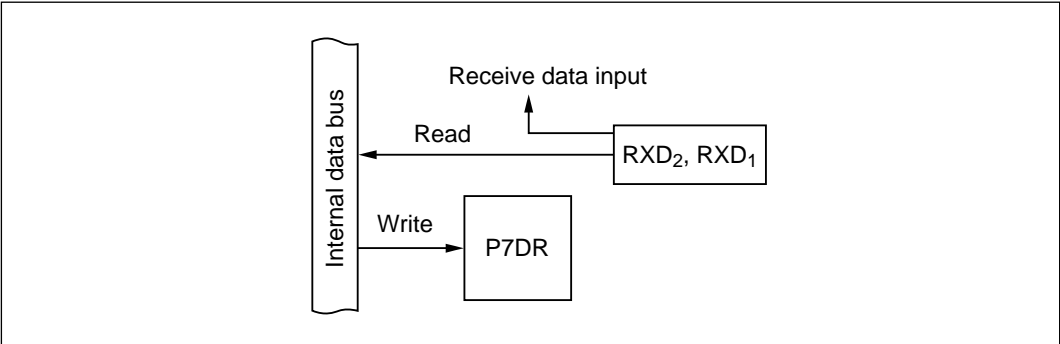 Receive data input
Read
RXD₂, RXD₁
Internal data bus
Write
P7DR